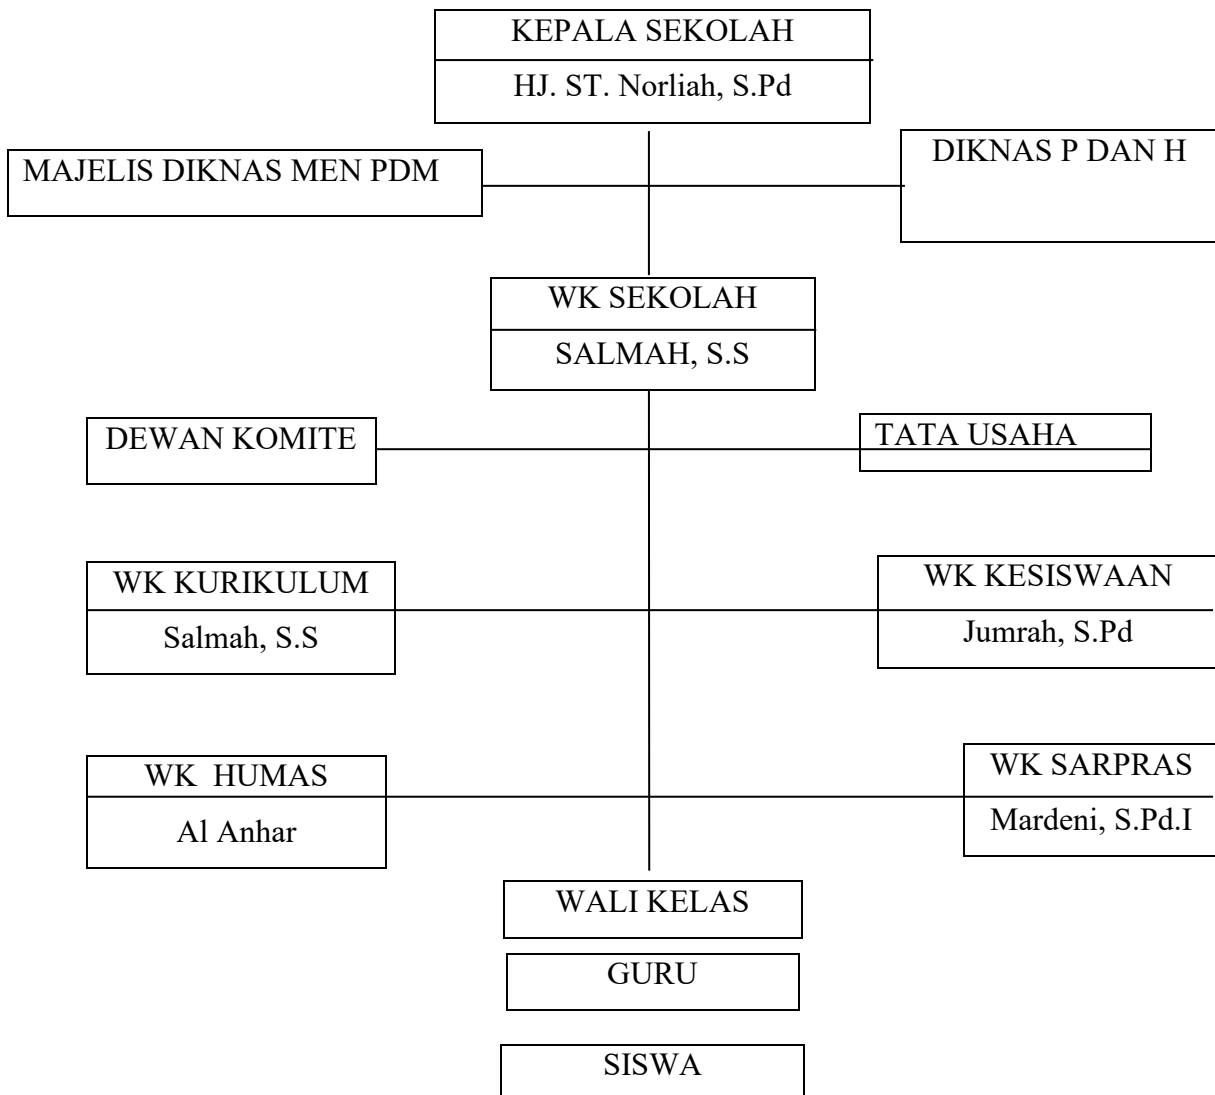 KEPALA SEKOLAH
HJ. ST. Norliah, S.Pd
MAJELIS DIKNAS MEN PDM
DIKNAS P DAN H
WK SEKOLAH
SALMAH, S.S
DEWAN KOMITE
TATA USAHA
WK KURIKULUM
Salmah, S.S
WK KESISWAAN
Jumrah, S.Pd
WK  HUMAS
Al Anhar
WK SARPRAS
Mardeni, S.Pd.I
WALI KELAS
GURU
SISWA